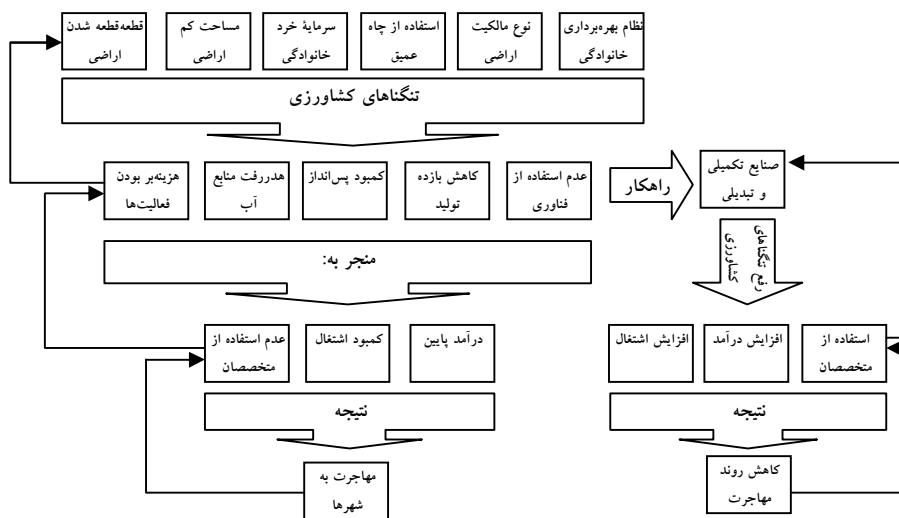 نظام بهره‌برداری
خانوادگی
نوع مالکیت
اراضی
استفاده از چاه
عمیق
سرمایهٔ خرد
خانوادگی
مساحت کم
اراضی
قطعه‌قطعه شدن
اراضی
تنگناهای کشاورزی
عدم استفاده از
فناوری
کاهش بازده
تولید
کمبود پس‌انداز
هدررفت منابع
آب
هزینه‌بر بودن
فعالیت‌ها
راهکار
صنایع تکمیلی
و تبدیلی
رفع تنگناهای
کشاورزی
منجر به:
درآمد پایین
کمبود اشتغال
عدم استفاده از
متخصصان
استفاده از
متخصصان
افزایش درآمد
افزایش اشتغال
نتیجه
نتیجه
مهاجرت به
شهرها
کاهش روند
مهاجرت